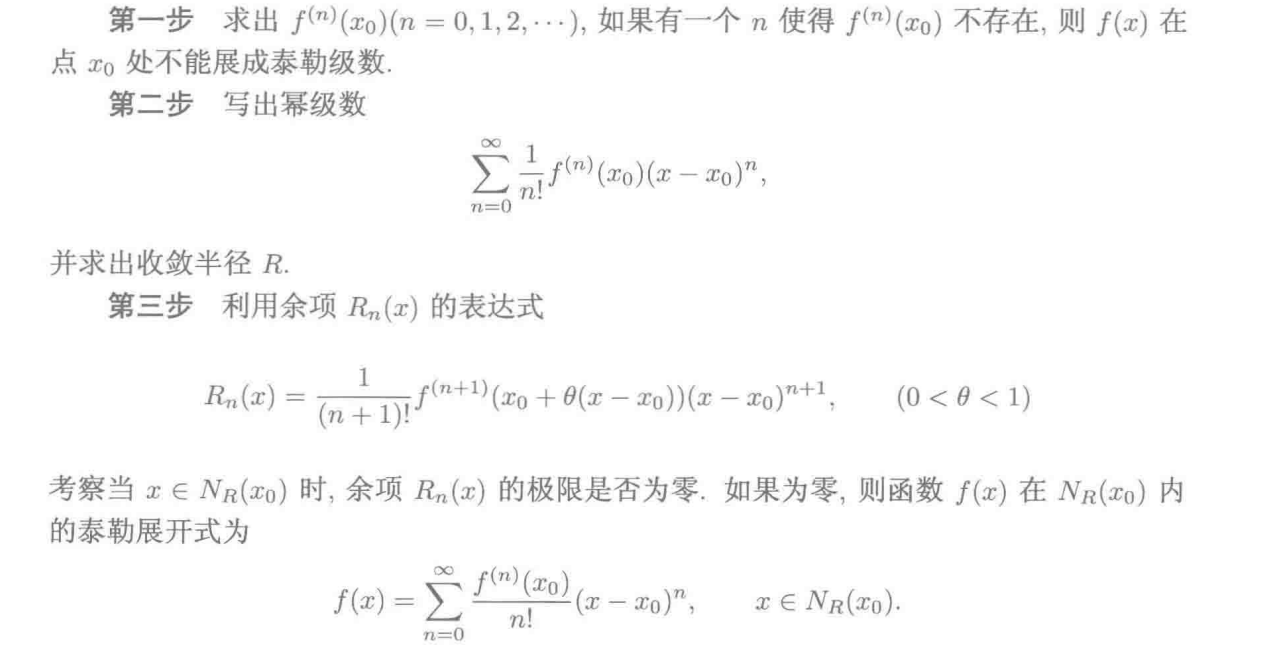 第一步 求出 $f^{(n)}(x_0)(n=0,1,2,\cdots)$, 如果有一个 $n$ 使得 $f^{(n)}(x_0)$ 不存在, 则 $f(x)$ 在
点 $x_0$ 处不能展成泰勒级数.
第二步 写出幂级数
$$\sum_{n=0}^{\infty}\frac{1}{n!}f^{(n)}(x_0)(x-x_0)^n,$$
并求出收敛半径 $R$.
第三步 利用余项 $R_n(x)$ 的表达式
$$R_n(x)=\frac{1}{(n+1)!}f^{(n+1)}(x_0+\theta(x-x_0))(x-x_0)^{n+1},\qquad(0<\theta<1)$$
考察当 $x\in N_R(x_0)$ 时, 余项 $R_n(x)$ 的极限是否为零. 如果为零, 则函数 $f(x)$ 在 $N_R(x_0)$ 内
的泰勒展开式为
$$f(x)=\sum_{n=0}^{\infty}\frac{f^{(n)}(x_0)}{n!}(x-x_0)^n,\qquad x\in N_R(x_0).$$